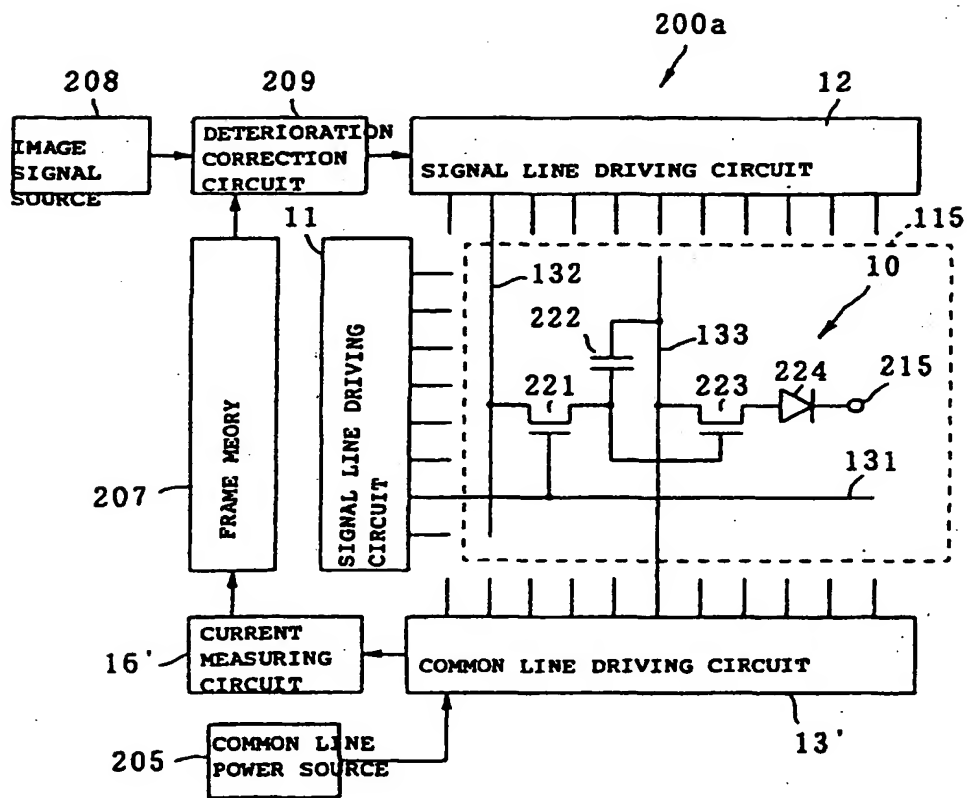 200a
208
209
12
IMAGE
SIGNAL
SOURCE
DETERIORATION
CORRECTION
CIRCUIT
SIGNAL LINE DRIVING CIRCUIT
11
115
132
10
222
133
221
223
224
215
131
207
FRAME MEORY
SIGNAL LINE DRIVING
CIRCUIT
16'
CURRENT
MEASURING
CIRCUIT
COMMON LINE DRIVING CIRCUIT
13'
205
COMMON LINE
POWER SOURCE